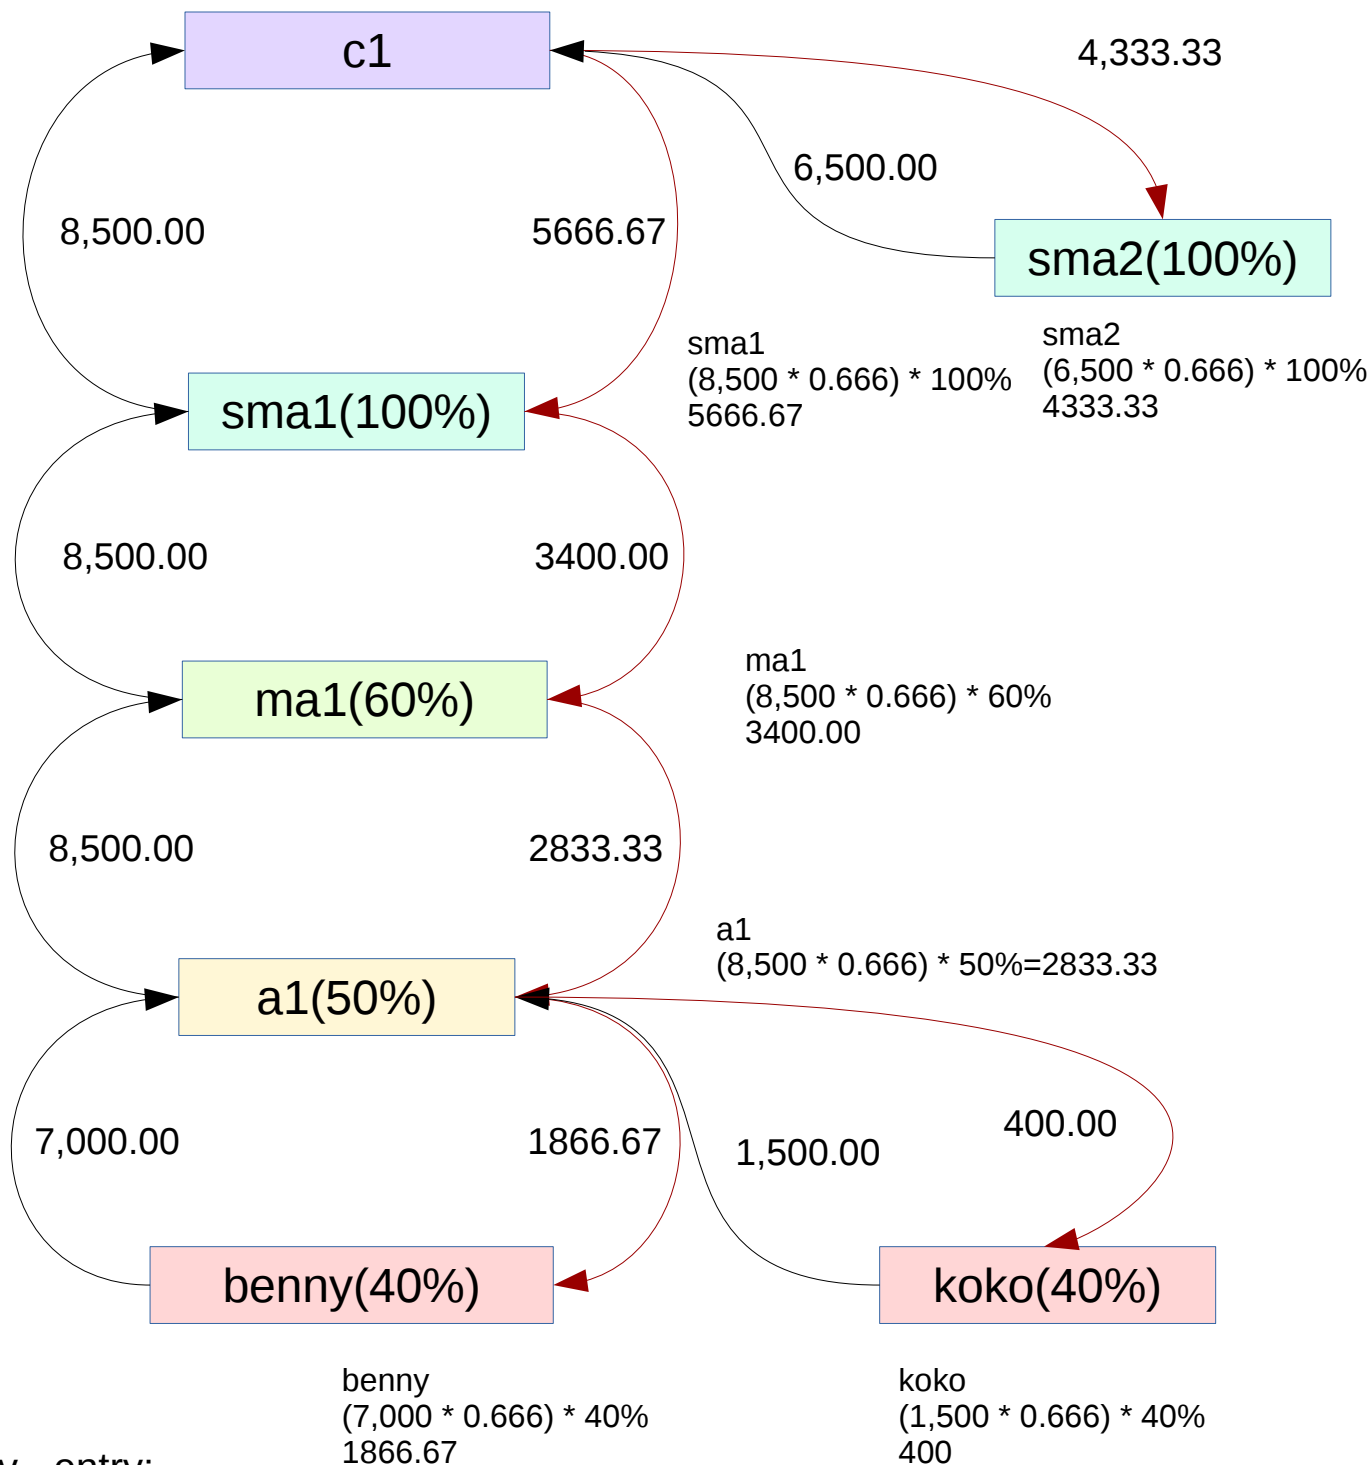 c1
4,333.33
6,500.00
8,500.00
5666.67
sma2(100%)
sma1
(8,500 * 0.666) * 100%
5666.67
sma2
(6,500 * 0.666) * 100%
4333.33
sma1(100%)
8,500.00
3400.00
ma1(60%)
ma1
(8,500 * 0.666) * 60%
3400.00
8,500.00
2833.33
a1
(8,500 * 0.666) * 50%=2833.33
a1(50%)
7,000.00
1866.67
1,500.00
400.00
benny(40%)
koko(40%)
benny
(7,000 * 0.666) * 40%
1866.67
koko
(1,500 * 0.666) * 40%
400
entry: